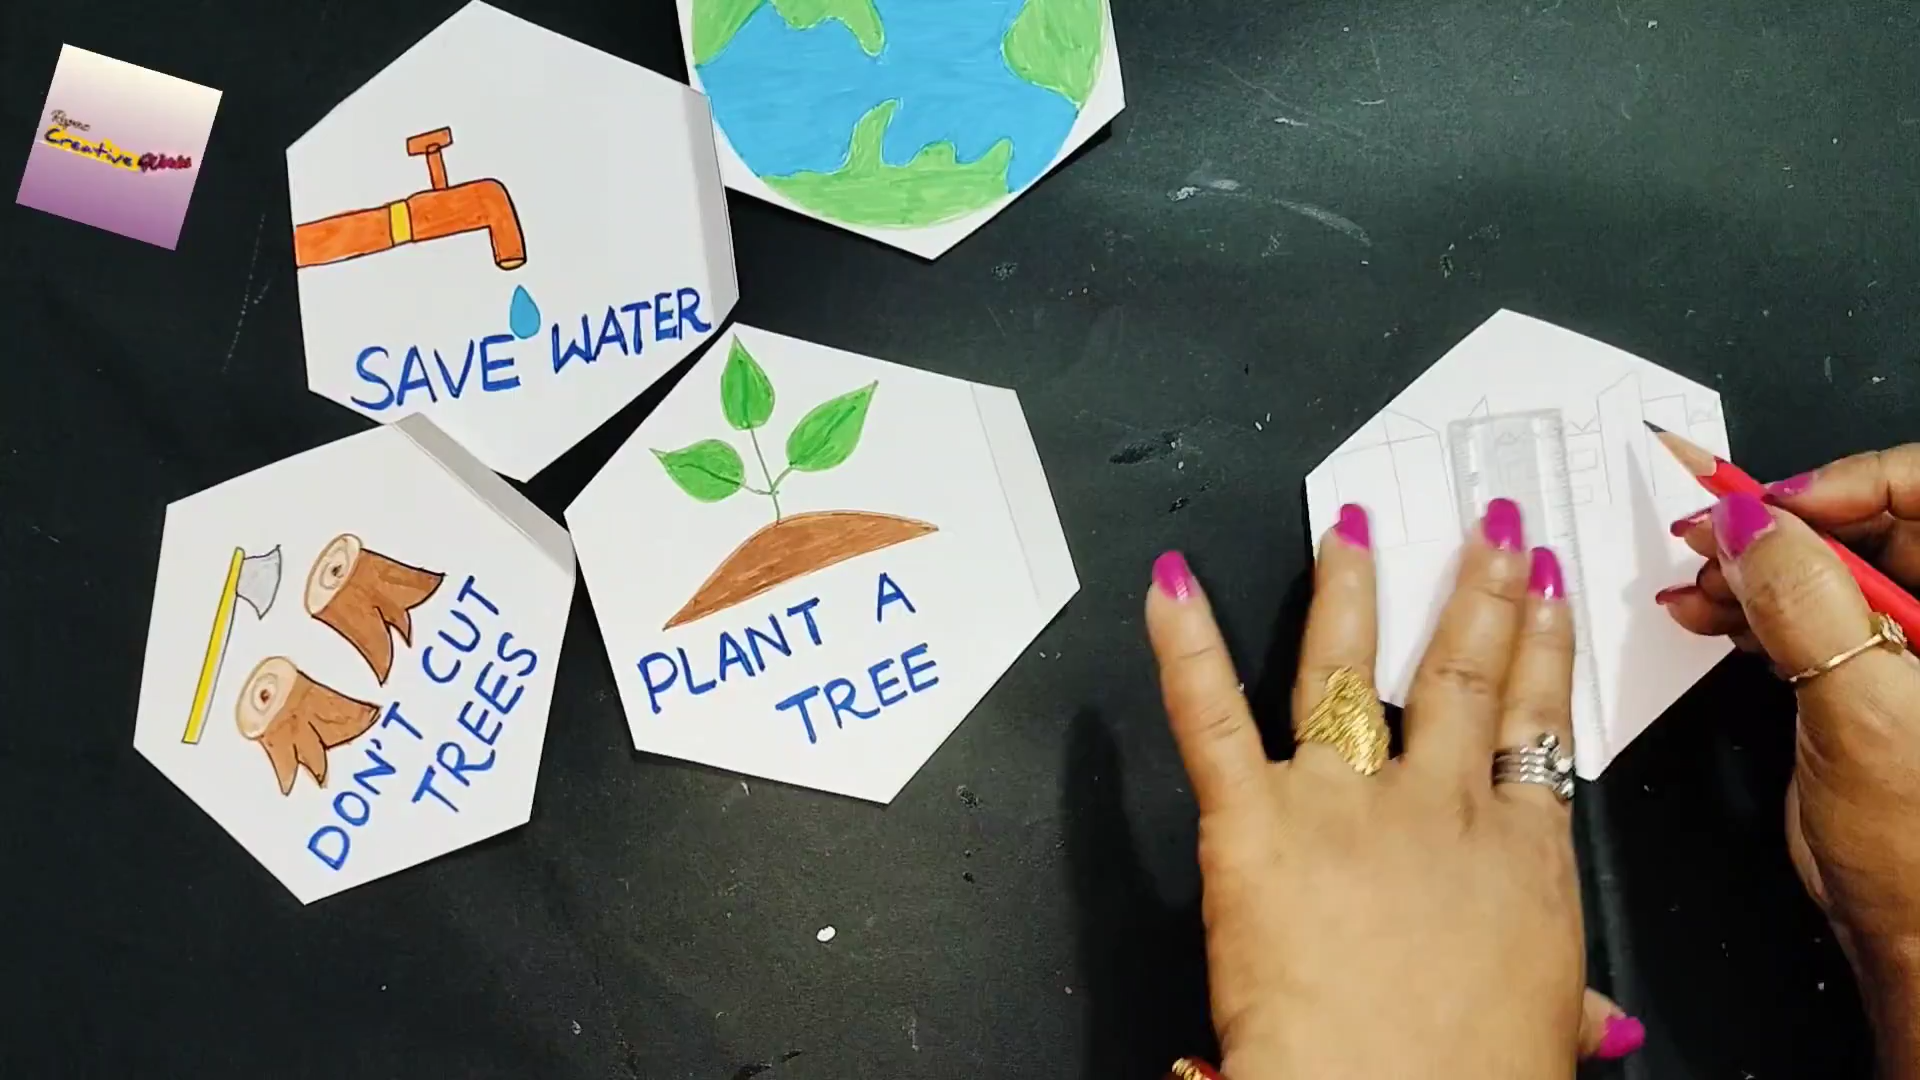 Creative
SAVE WATER
PLANT A
TREE
DON'T CUT
TREES